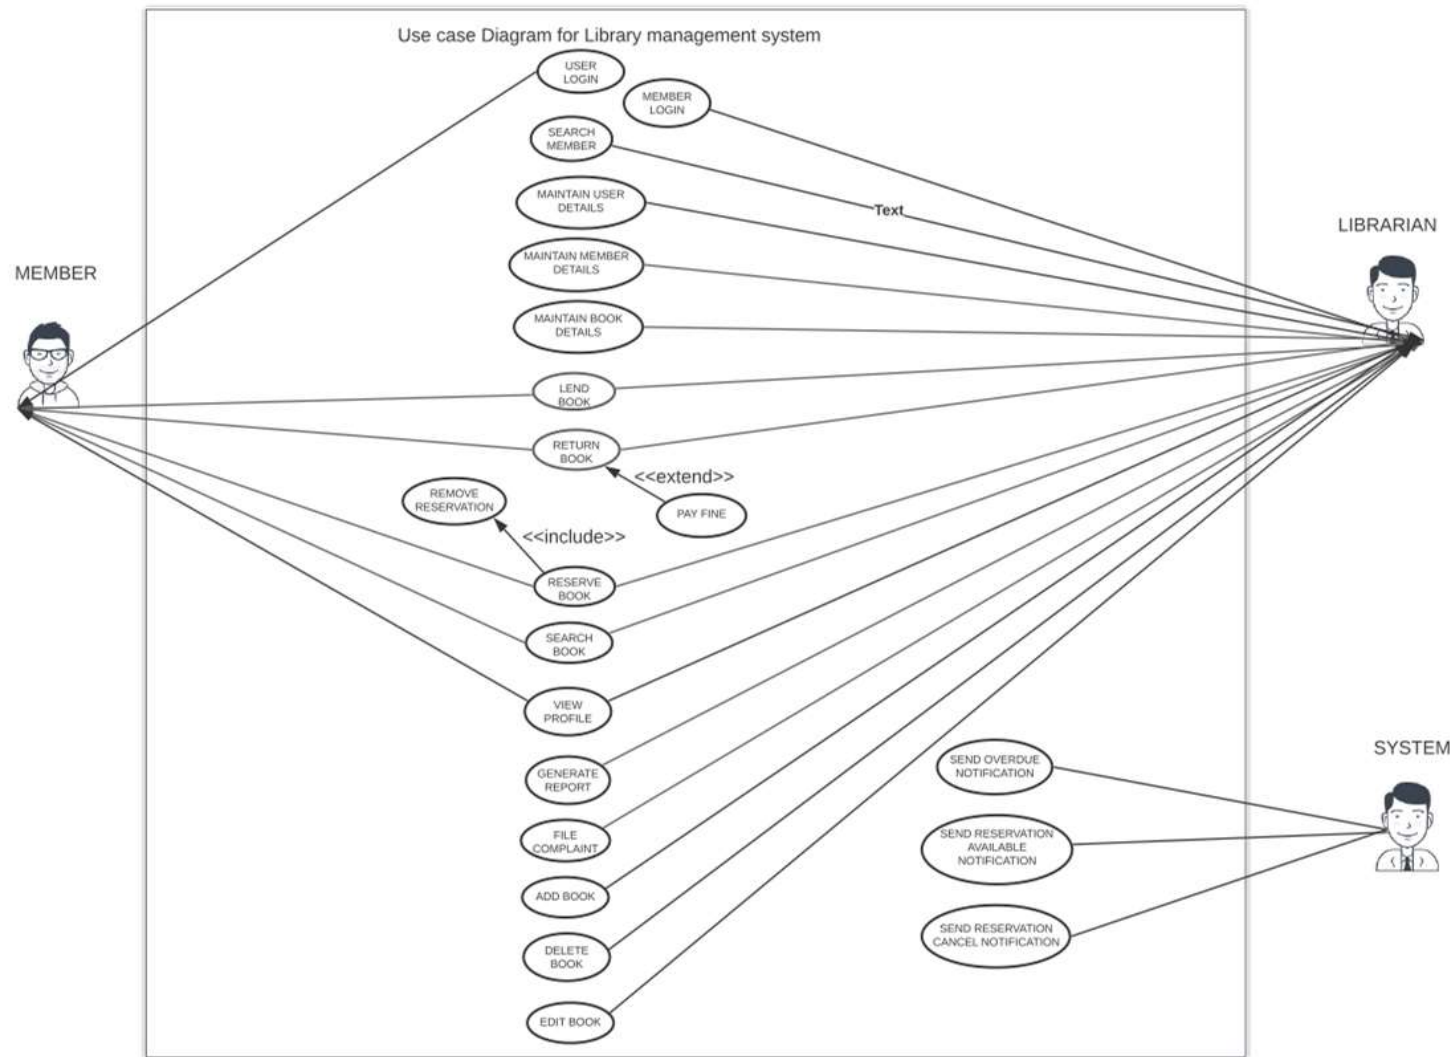 Use case Diagram for Library management system
USER
LOGIN
MEMBER
LOGIN
SEARCH
MEMBER
MAINTAIN USER
DETAILS
Text
LIBRARIAN
MAINTAIN MEMBER
DETAILS
MEMBER
MAINTAIN BOOK
DETAILS
LEND
BOOK
RETURN
BOOK
<<extend>>
REMOVE
RESERVATION
PAY FINE
<<include>>
RESERVE
BOOK
SEARCH
BOOK
VIEW
PROFILE
SYSTEM
SEND OVERDUE
NOTIFICATION
GENERATE
REPORT
SEND RESERVATION
AVAILABLE
NOTIFICATION
FILE
COMPLAINT
ADD BOOK
SEND RESERVATION
CANCEL NOTIFICATION
DELETE
BOOK
EDIT BOOK